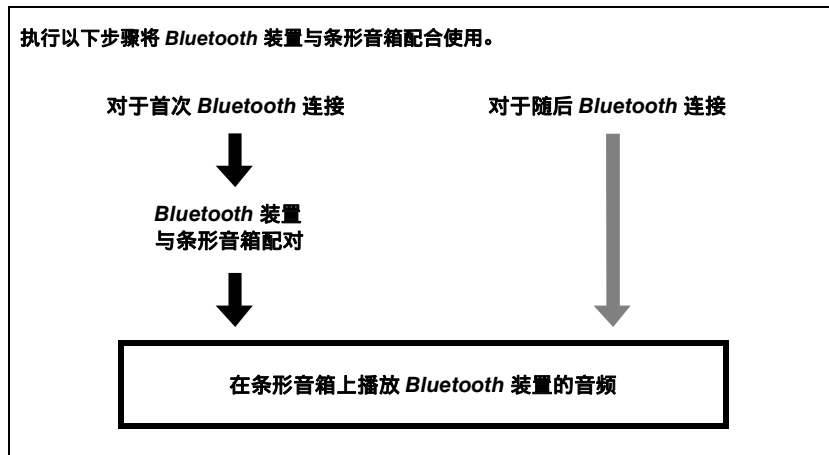 执行以下步骤将 Bluetooth 装置与条形音箱配合使用。
对于首次 Bluetooth 连接
对于随后 Bluetooth 连接
Bluetooth 装置
与条形音箱配对
在条形音箱上播放 Bluetooth 装置的音频